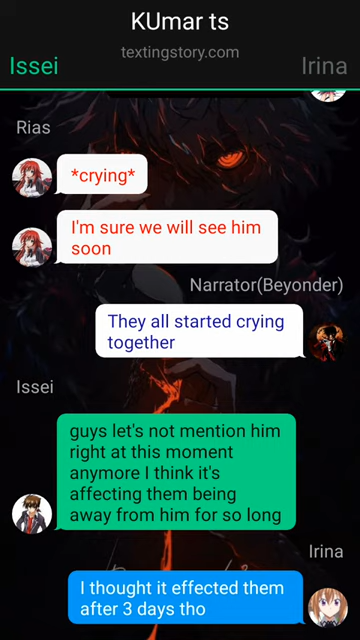 KUmar ts
textingstory.com
Issei
Irina
Rias
*crying*
I'm sure we will see him
soon
Narrator(Beyonder)
They all started crying
together
Issei
guys let's not mention him
right at this moment
anymore I think it's
affecting them being
away from him for so long
Irina
I thought it effected them
after 3 days tho